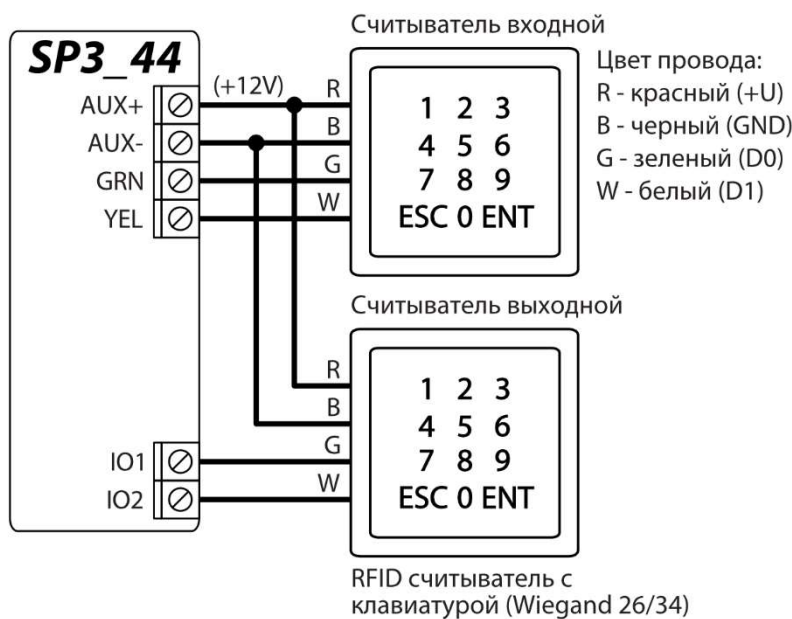 Считыватель входной
SP3_44
Цвет провода:
R - красный (+U)
B - черный (GND)
G - зеленый (D0)
W - белый (D1)
AUX+ (+12V) R
AUX- B
GRN G
YEL W
1 2 3
4 5 6
7 8 9
ESC 0 ENT
Считыватель выходной
R
B
IO1 G
IO2 W
1 2 3
4 5 6
7 8 9
ESC 0 ENT
RFID считыватель с
клавиатурой (Wiegand 26/34)